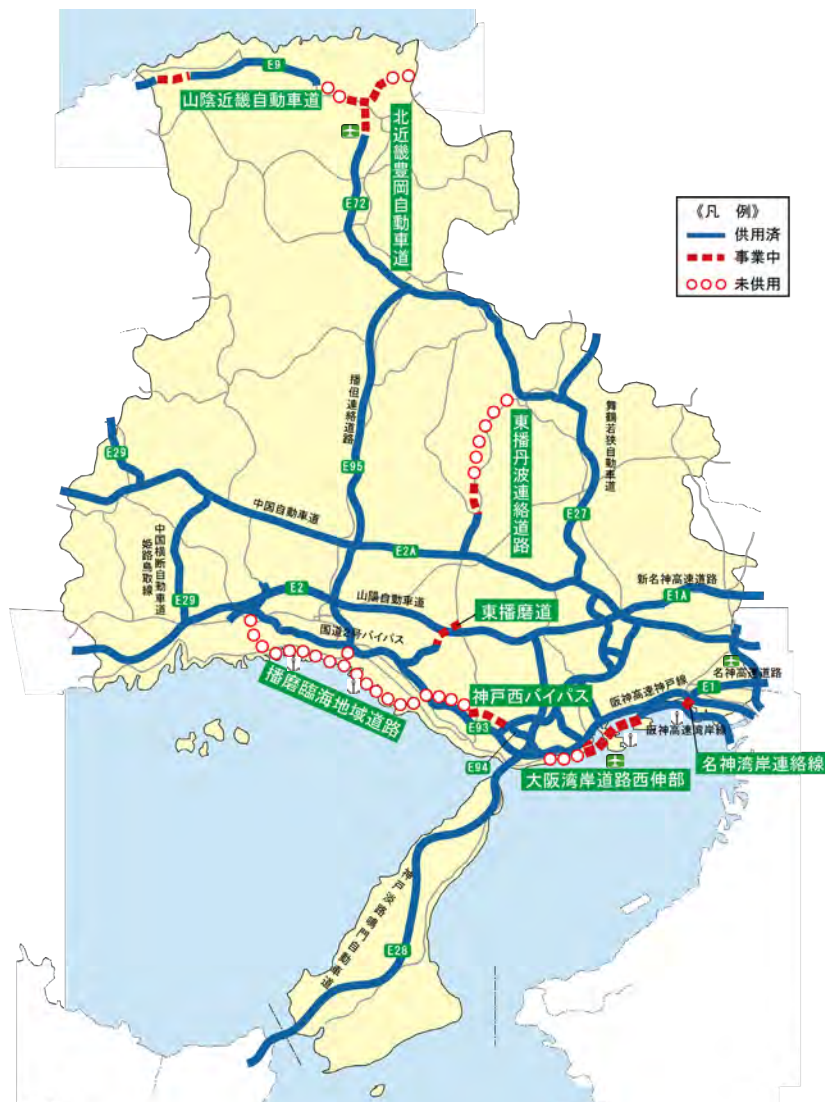 E9
山陰近畿自動車道
北近畿豊岡自動車道
E72
《凡 例》
供用済
事業中
未供用
播但連絡道路
東播丹波連絡道路
舞鶴若狭自動車道
E29
E95
中国自動車道
E27
中国横断自動車道
姫路鳥取線
E2A
新名神高速道路
E29
E2
山陽自動車道
E1A
東播磨道
国道2号バイパス
名神高速道路
播磨臨海地域道路
神戸西バイパス
阪神高速神戸線
E1
E93
阪神高速湾岸線
E94
名神湾岸連絡線
大阪湾岸道路西伸部
神戸淡路鳴門自動車道
E28